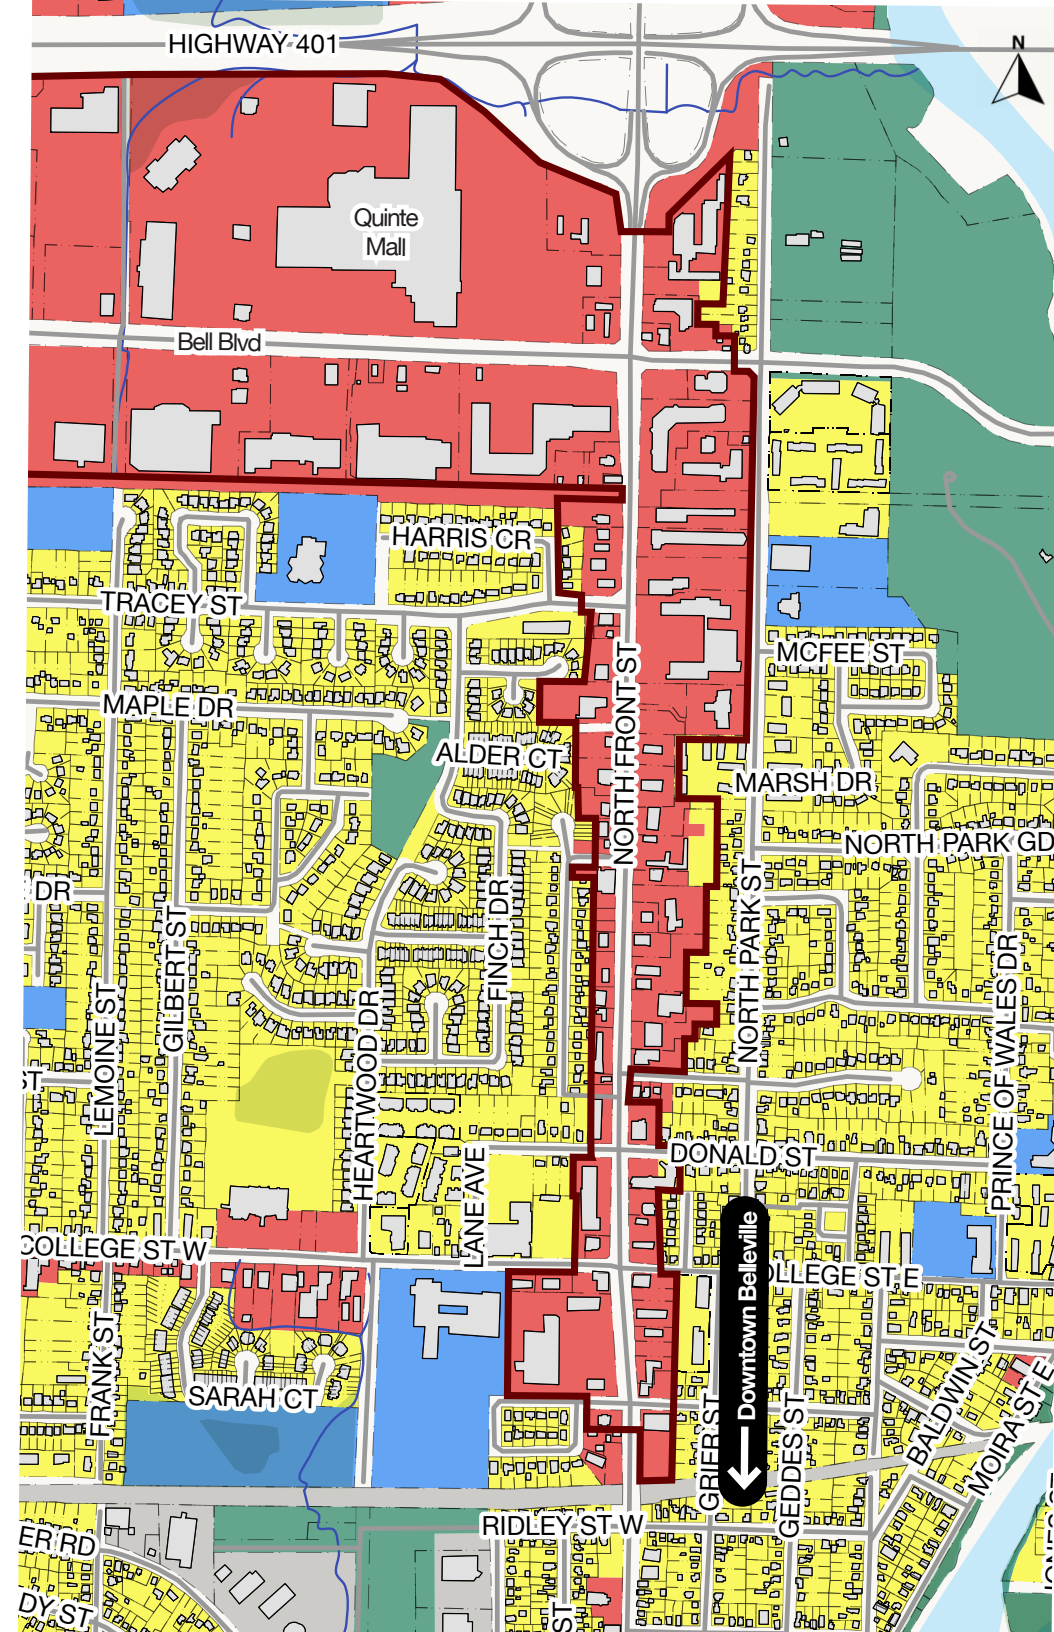 HIGHWAY 401
N
Quinte
Mall
Bell Blvd
HARRIS CR
TRACEY ST
NORTH FRONT ST
MCFEE ST
MAPLE DR
ALDER CT
MARSH DR
NORTH PARK GD
DR
FINCH DR
NORTH PARK ST
GILBERT ST
LEMOINE ST
HEARTWOOD DR
PRINCE OF WALES DR
ST
DONALD ST
LANE AVE
COLLEGE ST W
Downtown Belleville
OLLEGE ST E
FRANK ST
SARAH CT
GRIER ST
GEDDES ST
BALDWIN ST
MOIRA ST E
RIDLEY ST W
ER RD
DY ST
ST